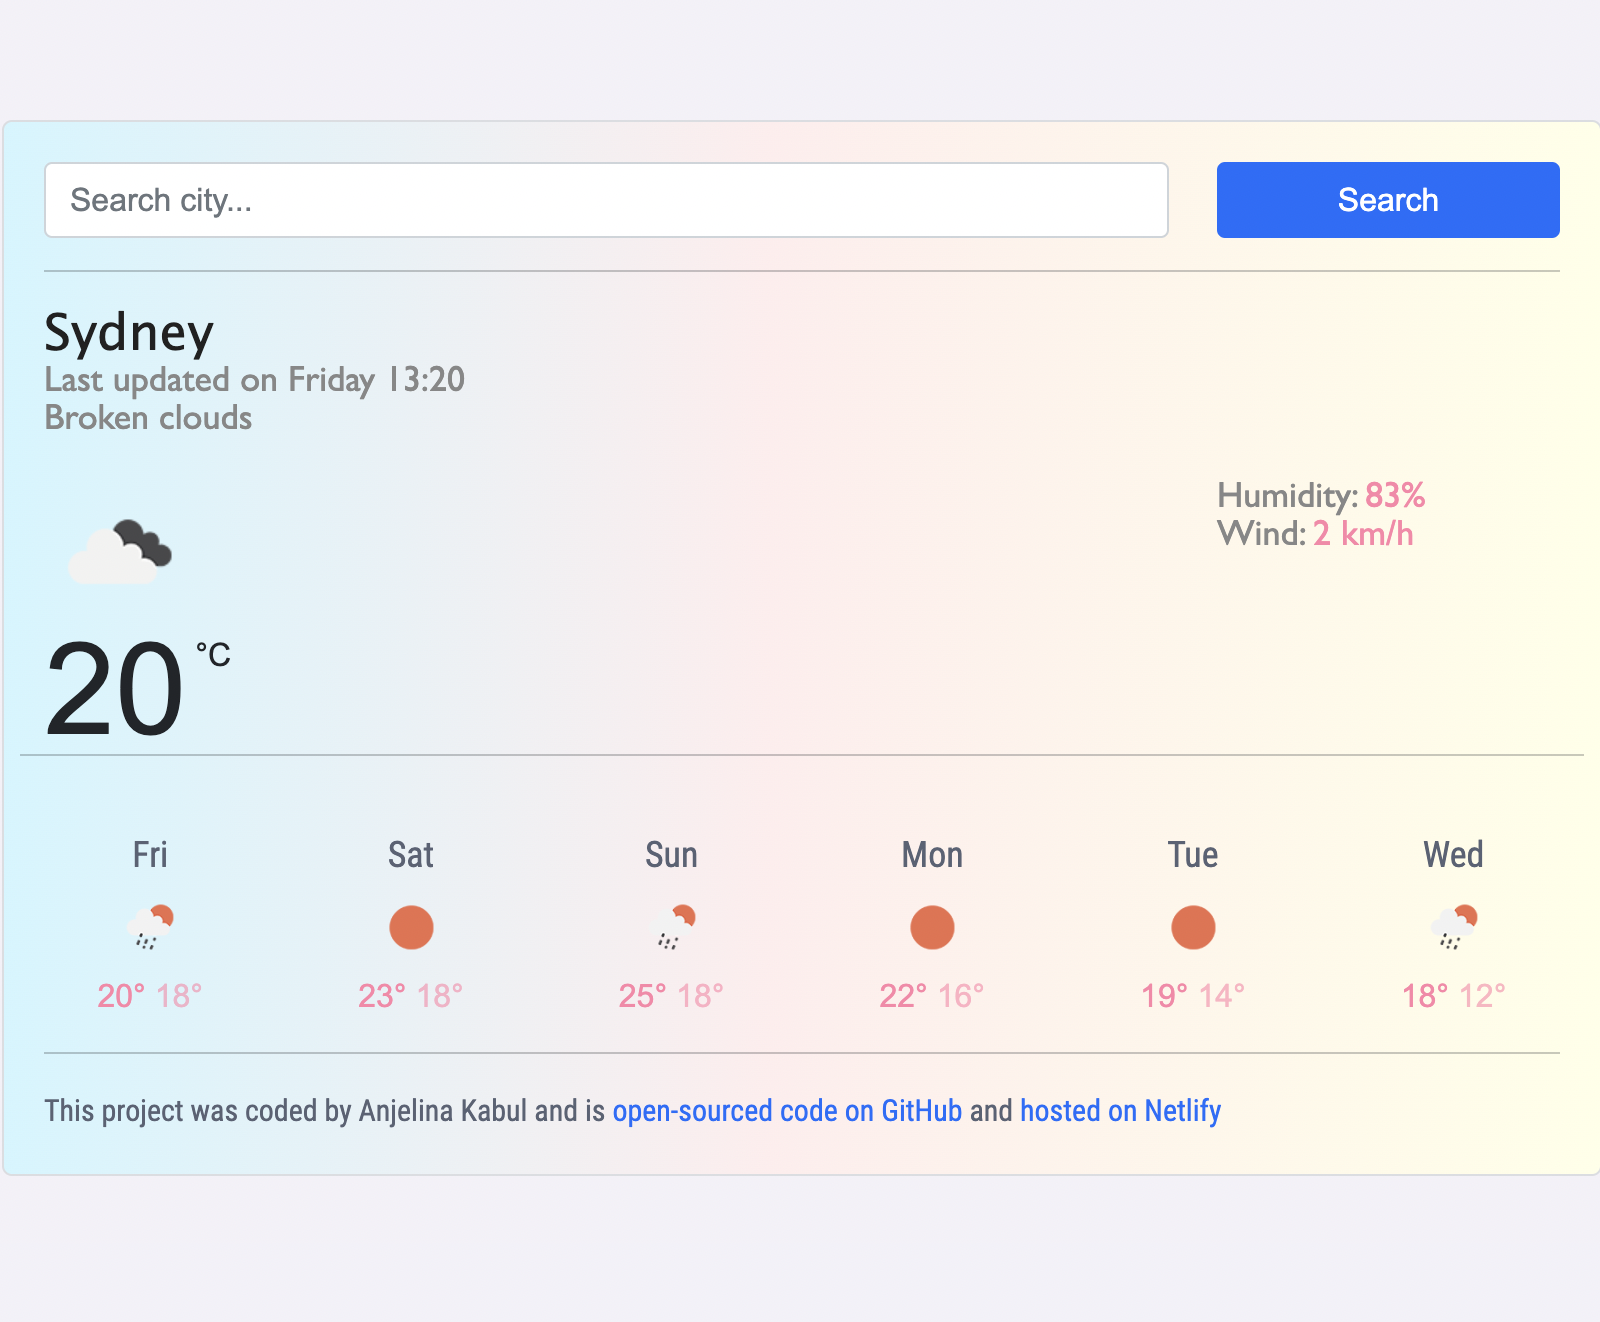 Search city...
Search
Sydney
Last updated on Friday 13:20
Broken clouds
Humidity: 83%
Wind: 2 km/h
20 °C
Fri Sat Sun Mon Tue Wed
20° 18° 23° 18° 25° 18° 22° 16° 19° 14° 18° 12°
This project was coded by Anjelina Kabul and is open-sourced code on GitHub and hosted on Netlify